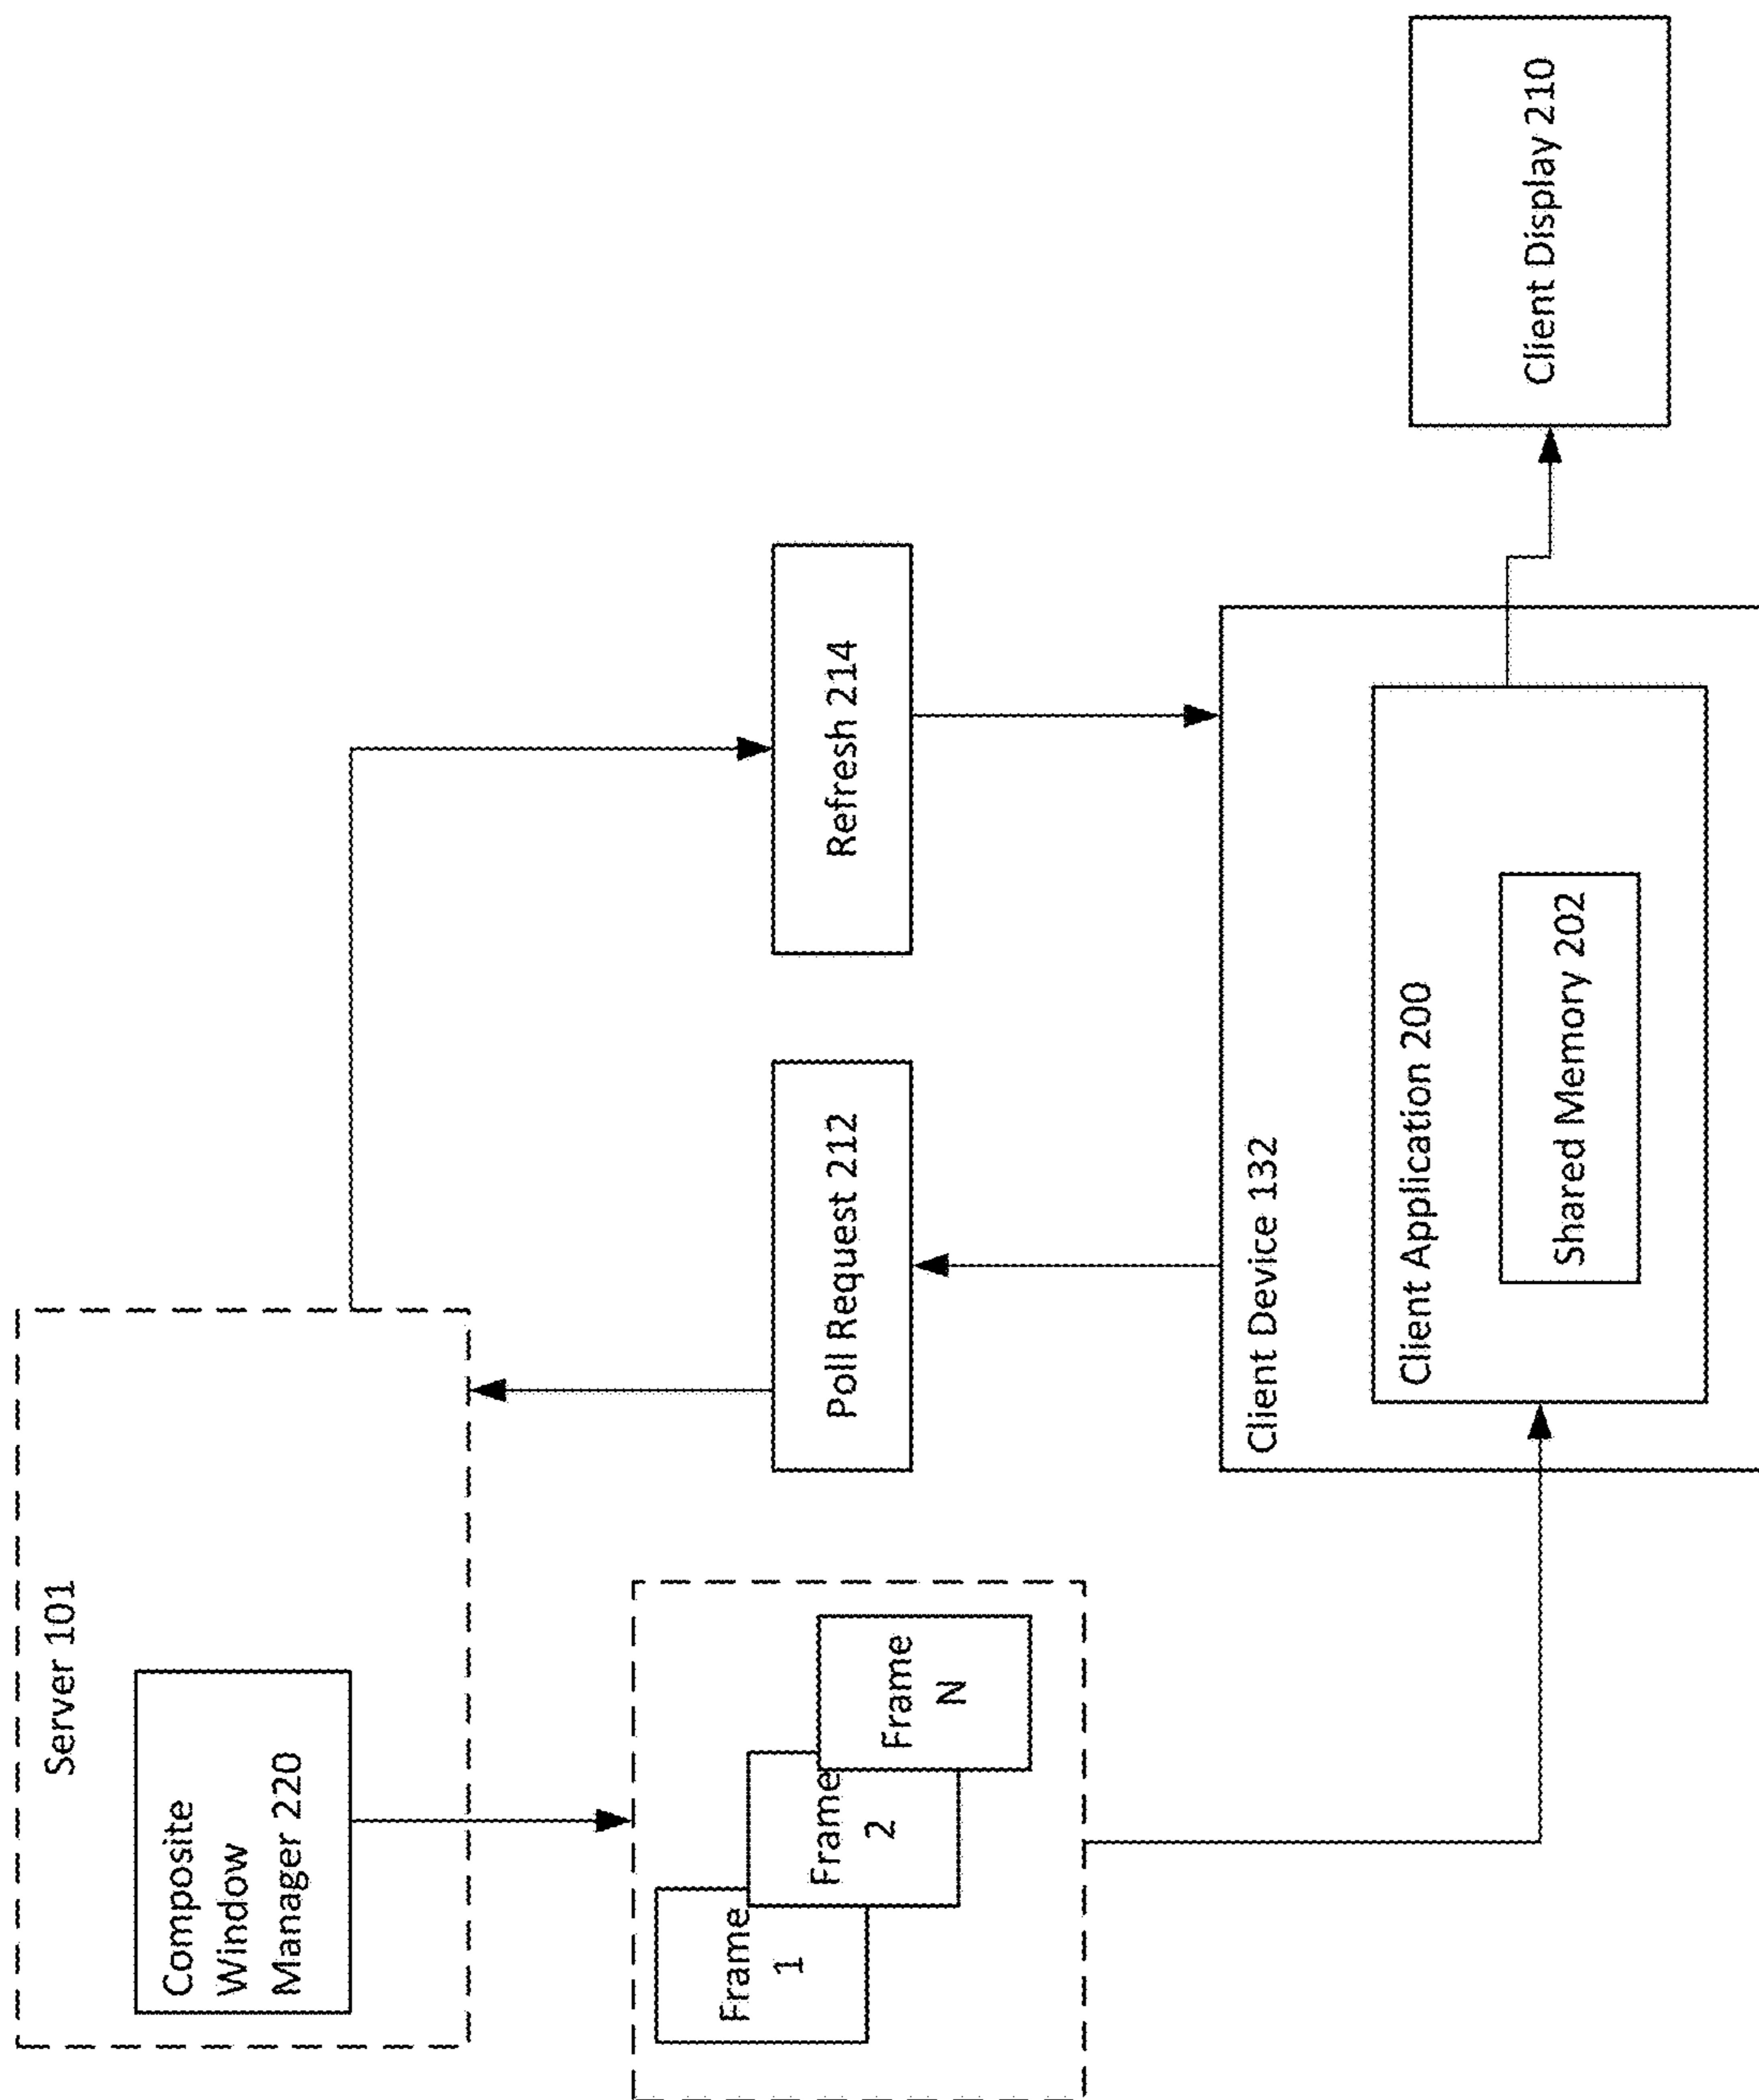 Server 101
Composite
Window
Manager 220
Frame
1
Frame
2
Frame
N
Poll Request 212
Refresh 214
Client Device 132
Client Application 200
Shared Memory 202
Client Display 210